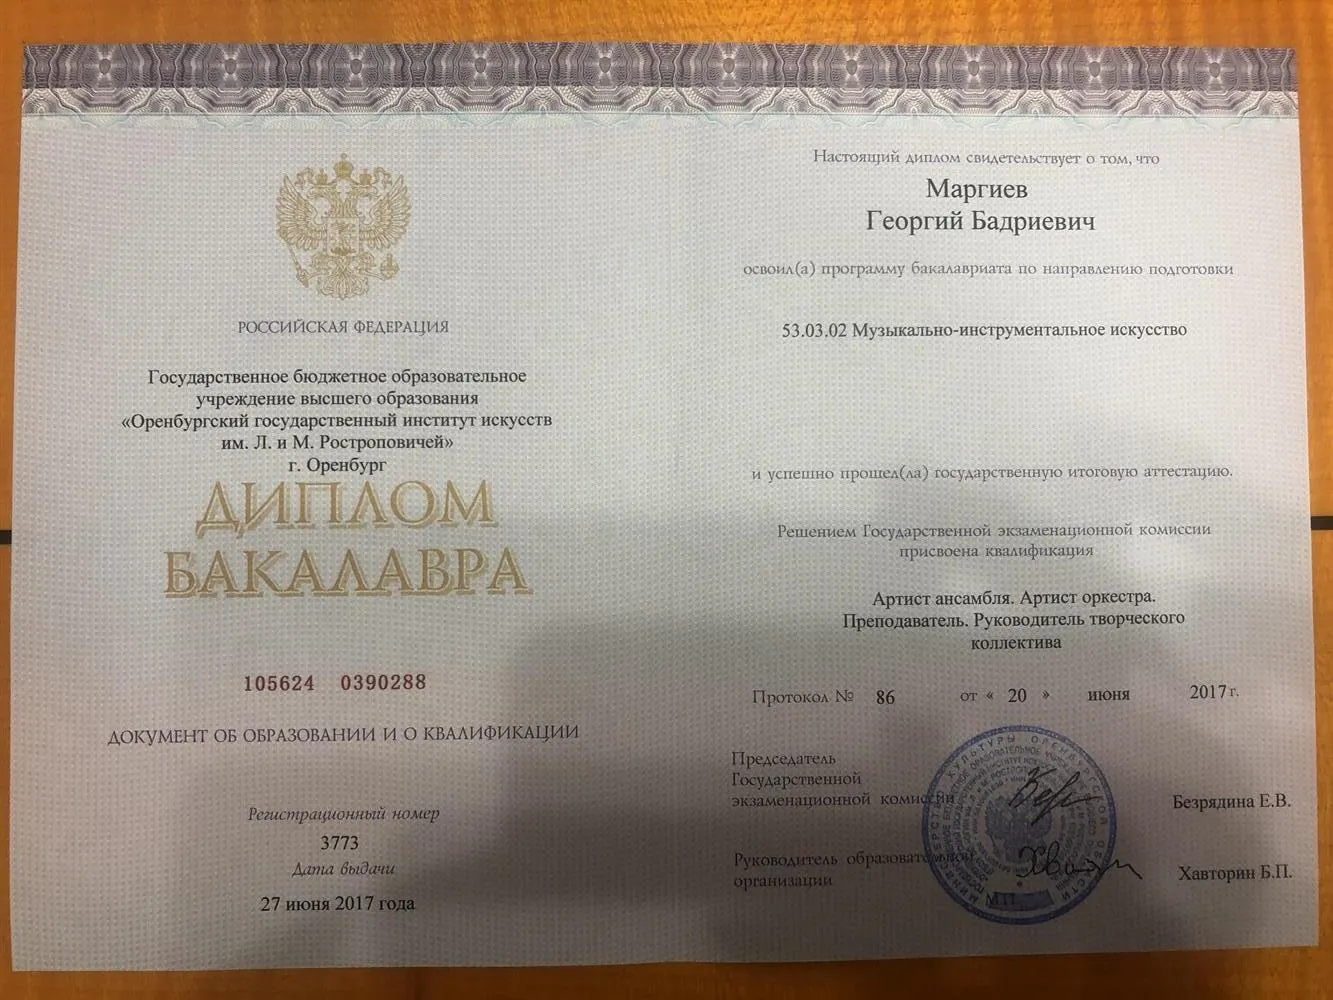 РОССИЙСКАЯ ФЕДЕРАЦИЯ
Государственное бюджетное образовательное
учреждение высшего образования
«Оренбургский государственный институт искусств
им. Л. и М. Ростроповичей»
г. Оренбург
ДИПЛОМ
БАКАЛАВРА
105624 0390288
ДОКУМЕНТ ОБ ОБРАЗОВАНИИ И О КВАЛИФИКАЦИИ
Регистрационный номер
3773
Дата выдачи
27 июня 2017 года
Настоящий диплом свидетельствует о том, что
Маргиев
Георгий Бадриевич
освоил(а) программу бакалавриата по направлению подготовки
53.03.02 Музыкально-инструментальное искусство
и успешно прошел(ла) государственную итоговую аттестацию.
Решением Государственной экзаменационной комиссии
присвоена квалификация
Артист ансамбля. Артист оркестра.
Преподаватель. Руководитель творческого
коллектива
Протокол № 86 от « 20 » июня 2017 г.
Председатель
Государственной
экзаменационной комиссии Безрядина Е.В.
Руководитель образовательной
организации Хавторин Б.П.
М.П.